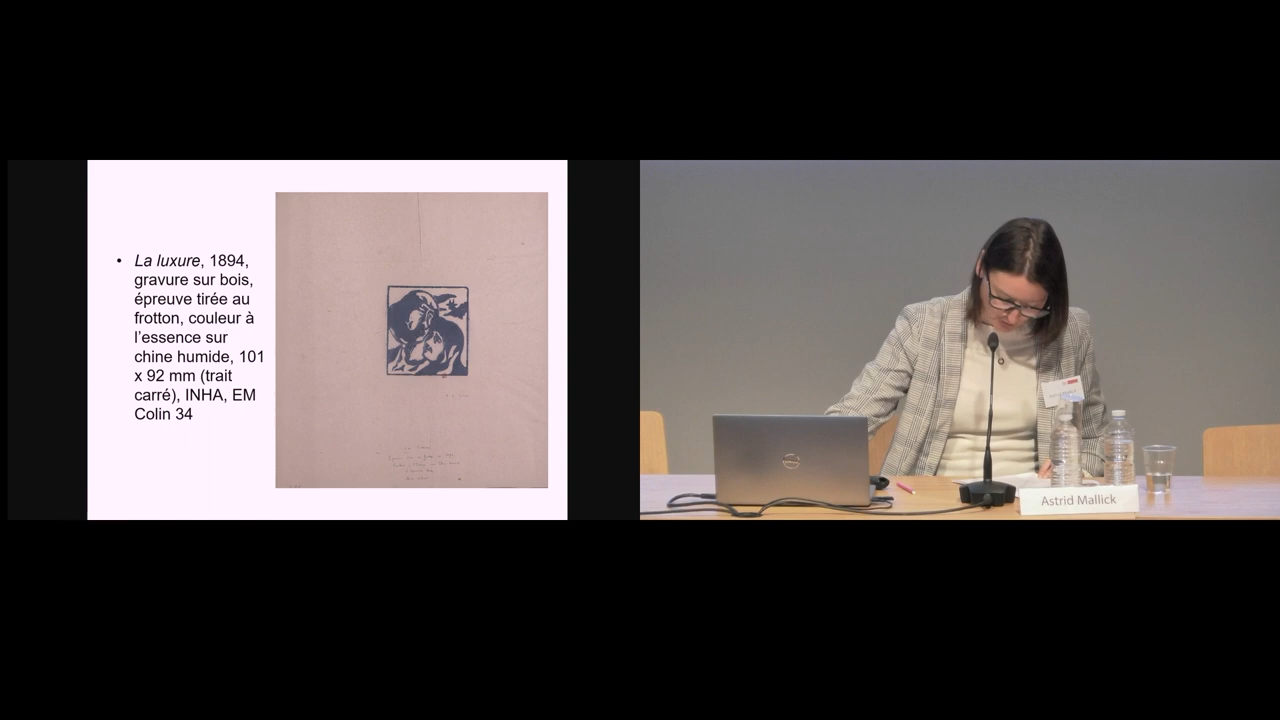 • La luxure, 1894,
gravure sur bois,
épreuve tirée au
frotton, couleur à
l'essence sur
chine humide, 101
x 92 mm (trait
carré), INHA, EM
Colin 34
Astrid Mallick